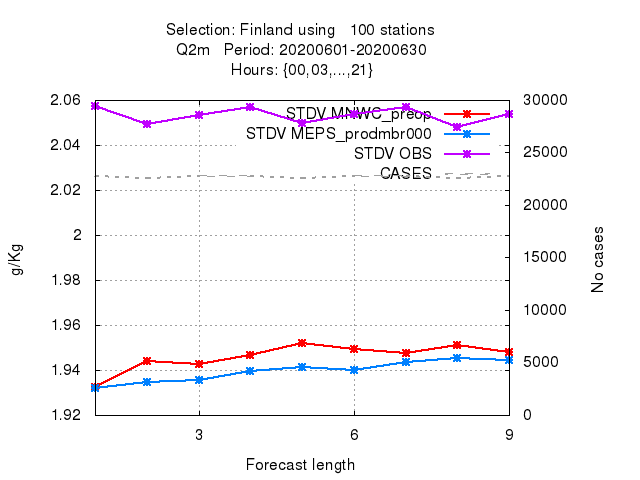 Selection: Finland using   100 stations
Q2m   Period: 20200601-20200630
Hours: {00,03,...,21}
2.06 STDV MNWC_preop 30000
2.04 STDV MEPS_prodmbr000 25000
STDV OBS
2.02 CASES 20000
2 15000
1.98 10000
1.96
1.94 5000
1.92 0
g/Kg
No cases
3 6 9
Forecast length